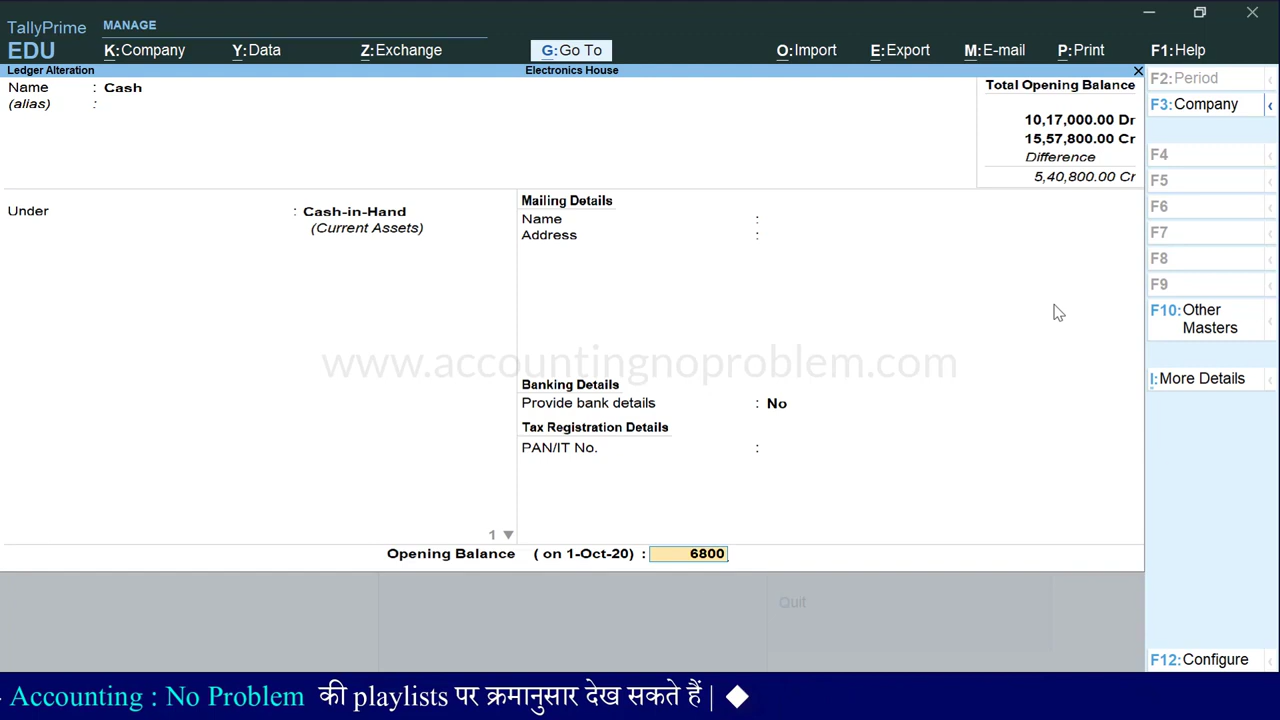 TallyPrime
EDU
MANAGE
K:Company
Y:Data
Z:Exchange
G:Go To
O:Import
E:Export
M:E-mail
P:Print
F1:Help
Ledger Alteration
Electronics House
Name : Cash
(alias) :
Total Opening Balance
10,17,000.00 Dr
15,57,800.00 Cr
Difference
5,40,800.00 Cr
Under : Cash-in-Hand
(Current Assets)
Mailing Details
Name :
Address :
www.accountingnoproblem.com
Banking Details
Provide bank details : No
Tax Registration Details
PAN/IT No. :
1
Opening Balance ( on 1-Oct-20) : 6800
Quit
F2:Period
F3:Company
F4
F5
F6
F7
F8
F9
F10:Other
Masters
I:More Details
F12:Configure
Accounting : No Problem की playlists पर क्रमानुसार देख सकते हैं |